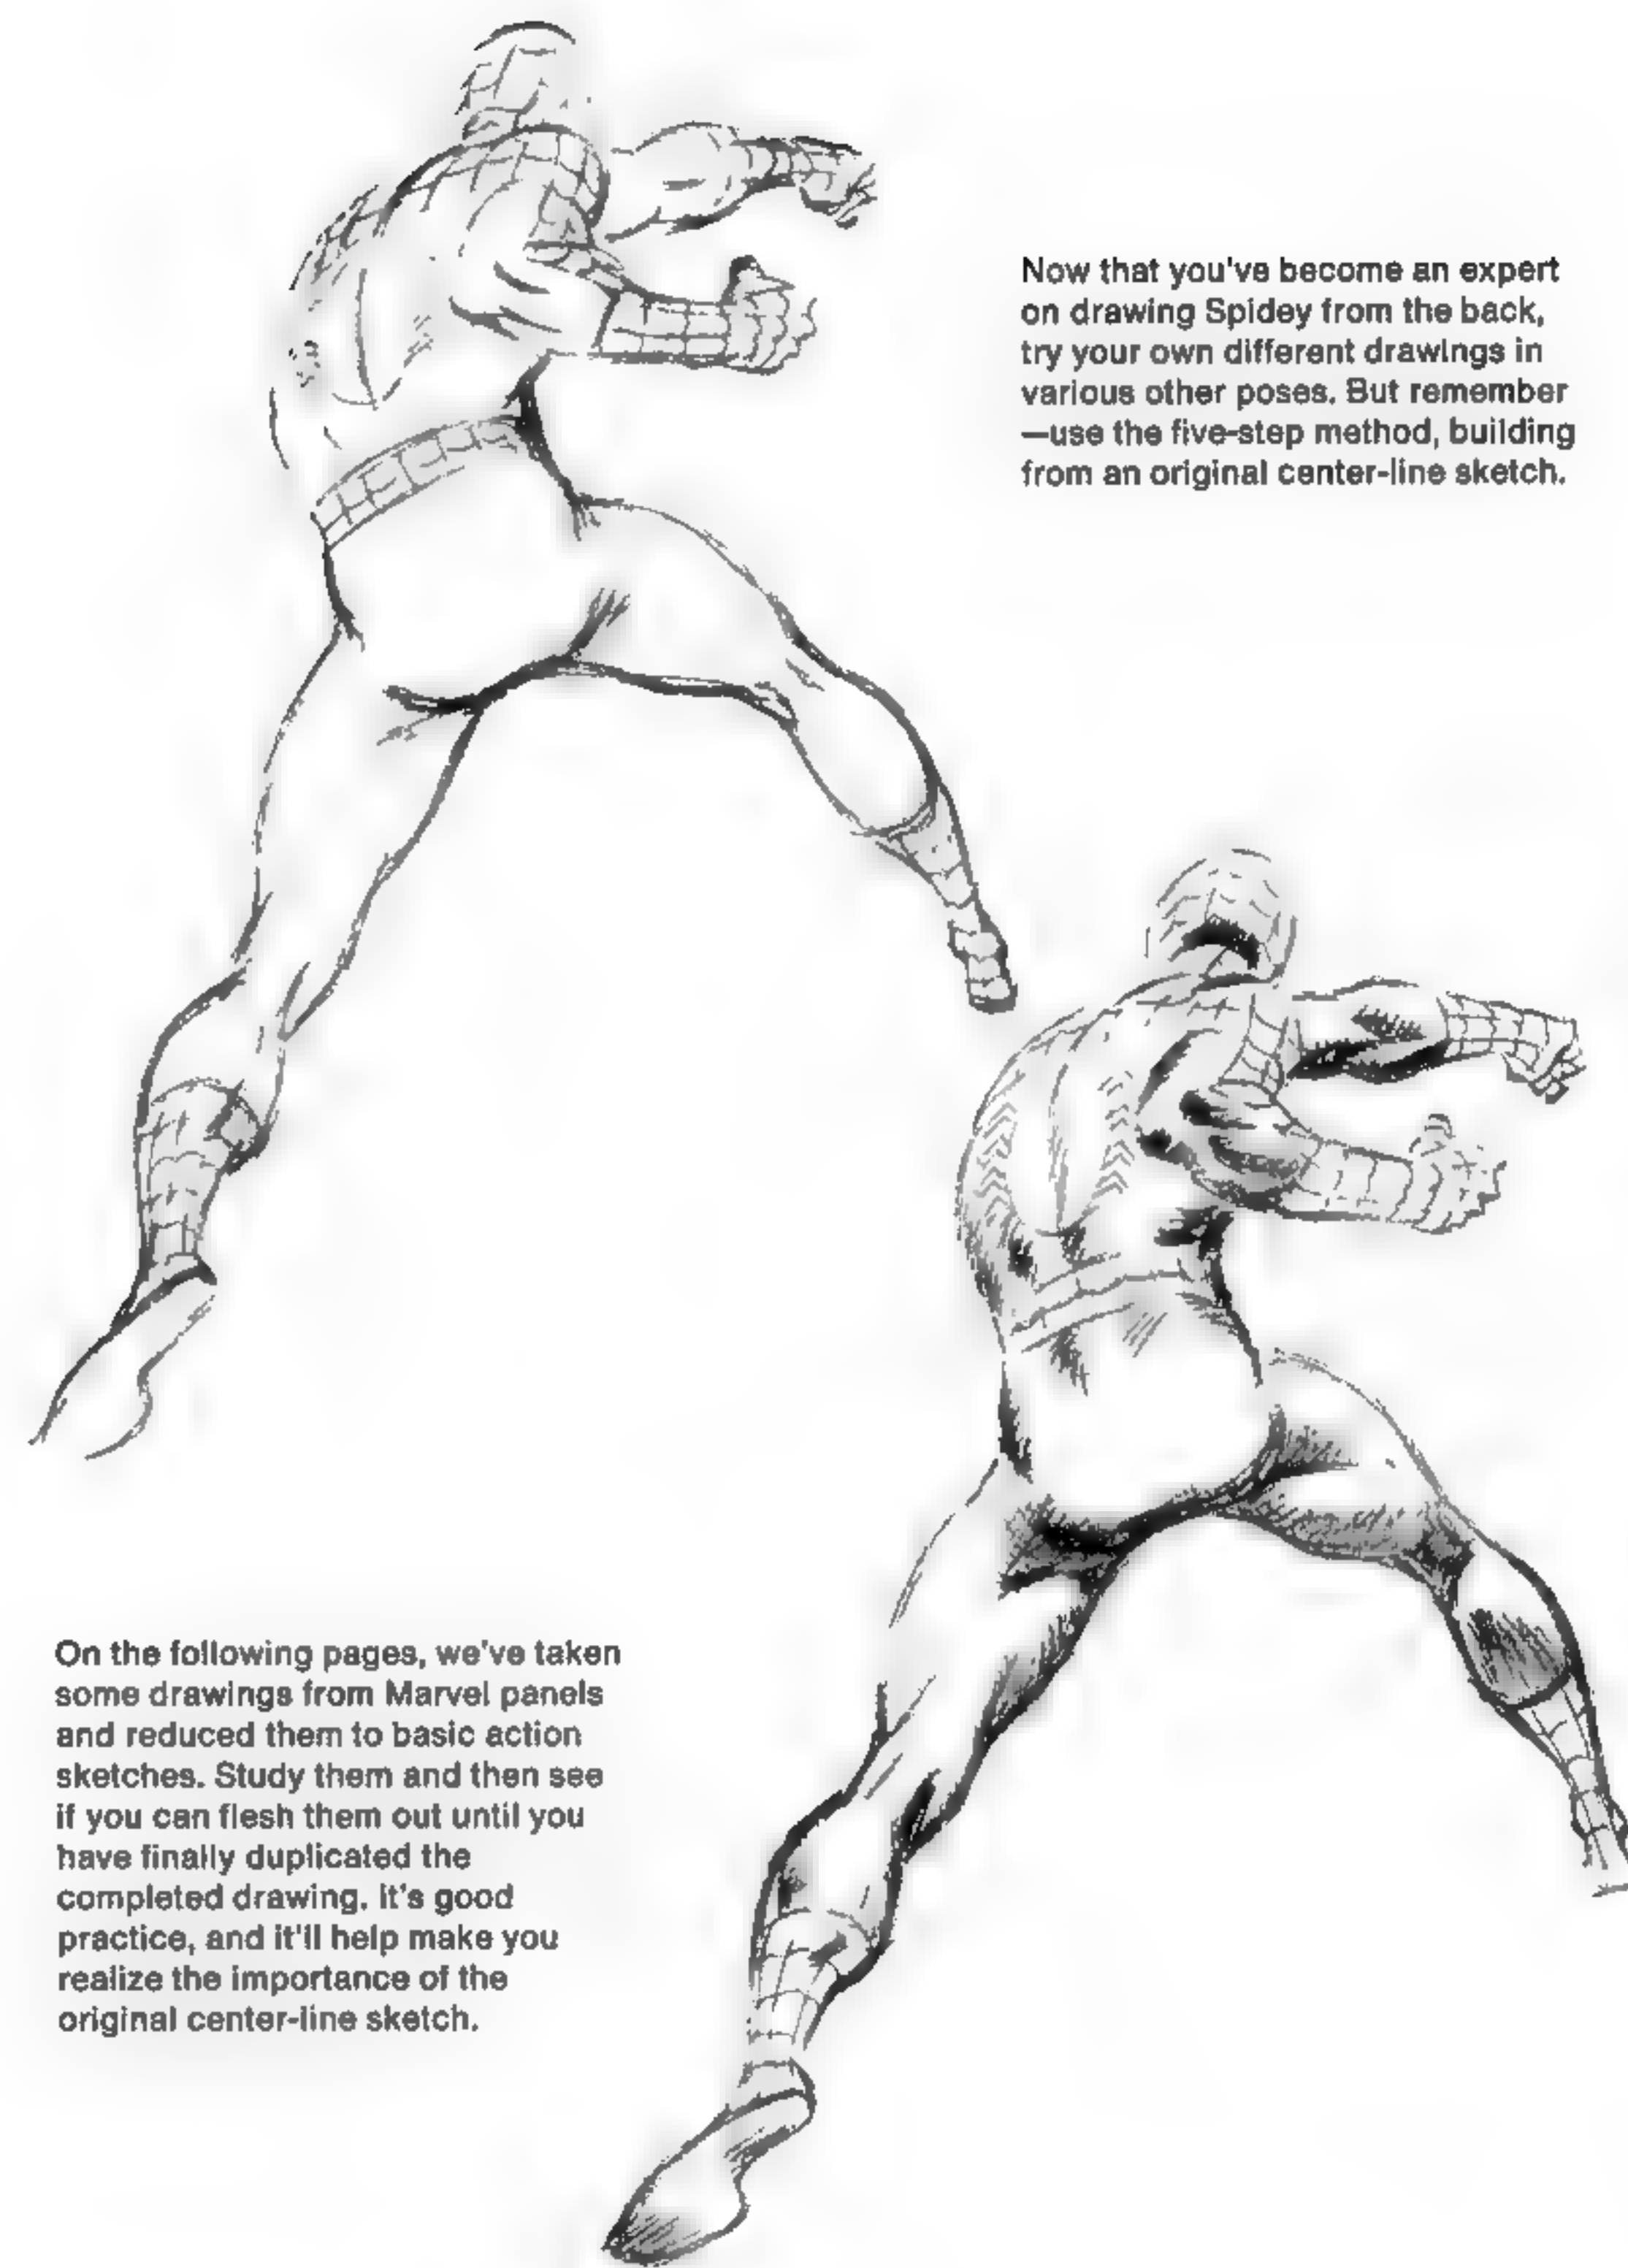 Now that you've become an expert
on drawing Spidey from the back,
try your own different drawings in
various other poses. But remember
—use the five-step method, building
from an original center-line sketch.
On the following pages, we've taken
some drawings from Marvel panels
and reduced them to basic action
sketches. Study them and then see
if you can flesh them out until you
have finally duplicated the
completed drawing. It's good
practice, and it'll help make you
realize the importance of the
original center-line sketch.